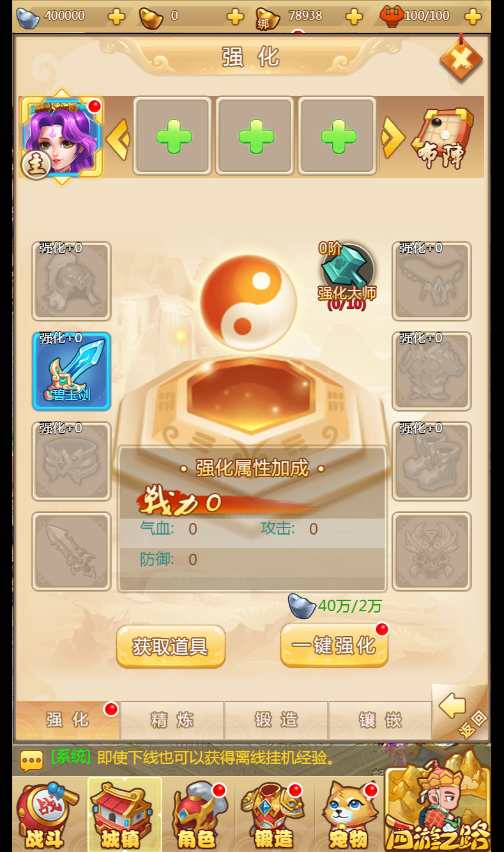 400000 0 绑 78938 100/100
强化
主 布阵
强化+0 0阶 强化+0
强化大师
(0/10)
强化+0 强化+0
碧玉剑
强化+0 强化+0
·强化属性加成·
战力0
气血: 0 攻击: 0
防御: 0
40万/2万
获取道具 一键强化
强化 精炼 锻造 镶嵌 返回
[系统] 即使下线也可以获得离线挂机经验。
战
战斗 城镇 角色 锻造 宠物 西游之路